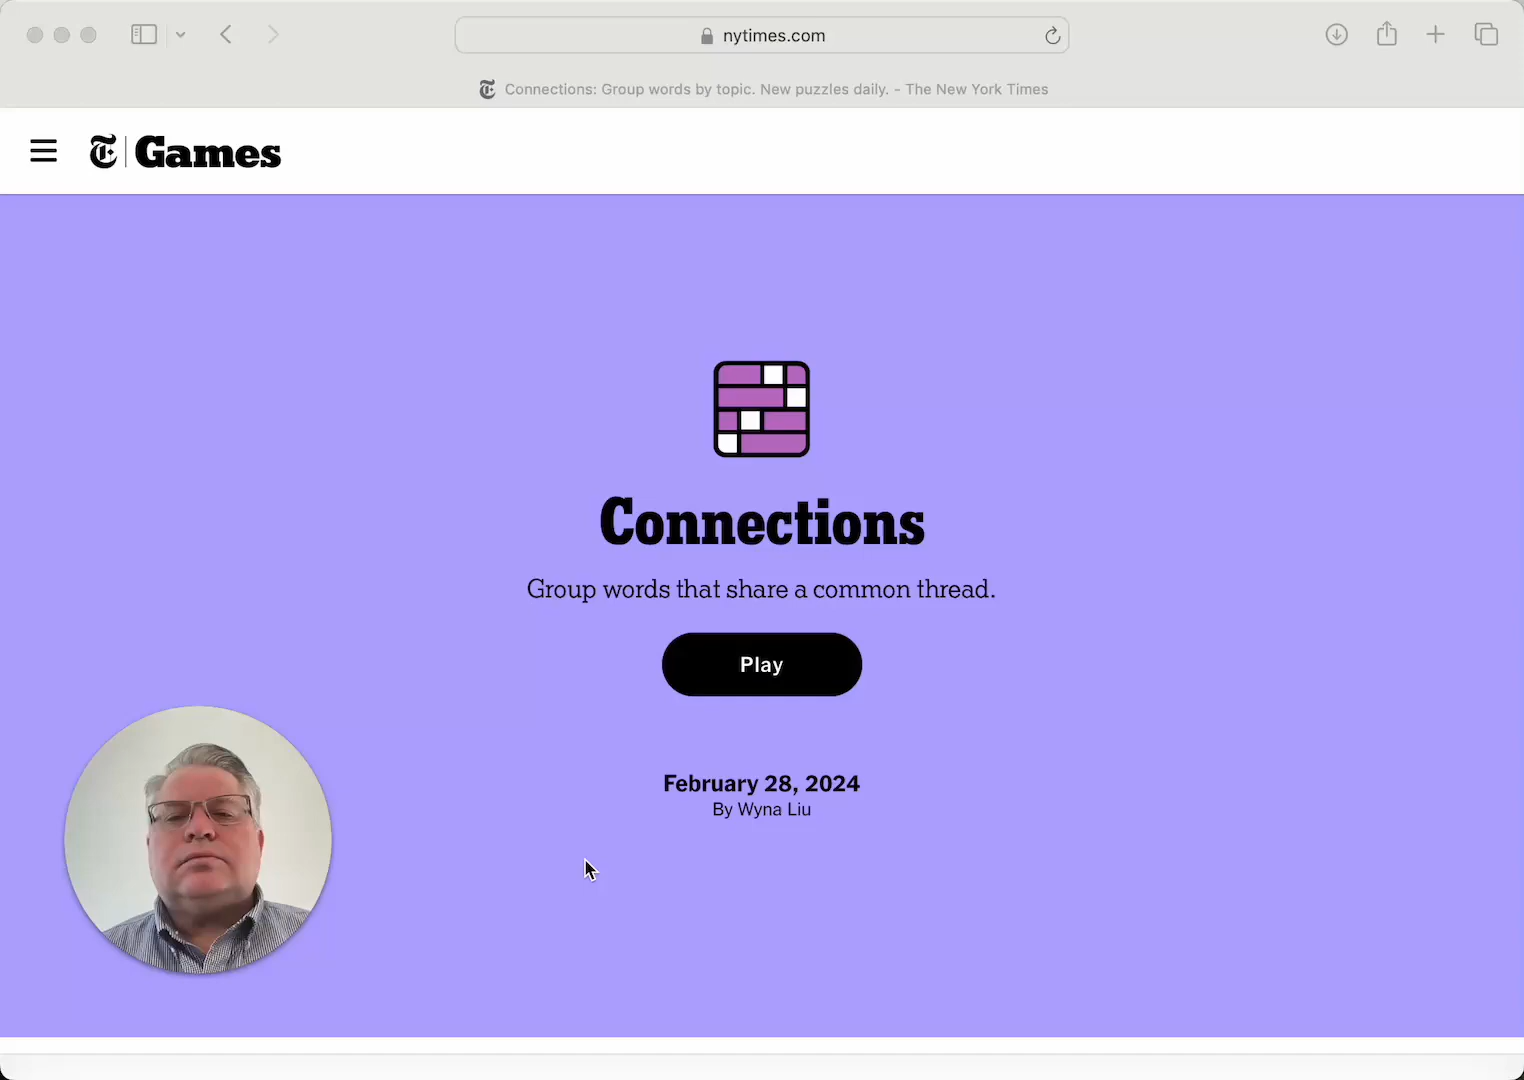 nytimes.com
Connections: Group words by topic. New puzzles daily. - The New York Times
T Games
Connections
Group words that share a common thread.
Play
February 28, 2024
By Wyna Liu